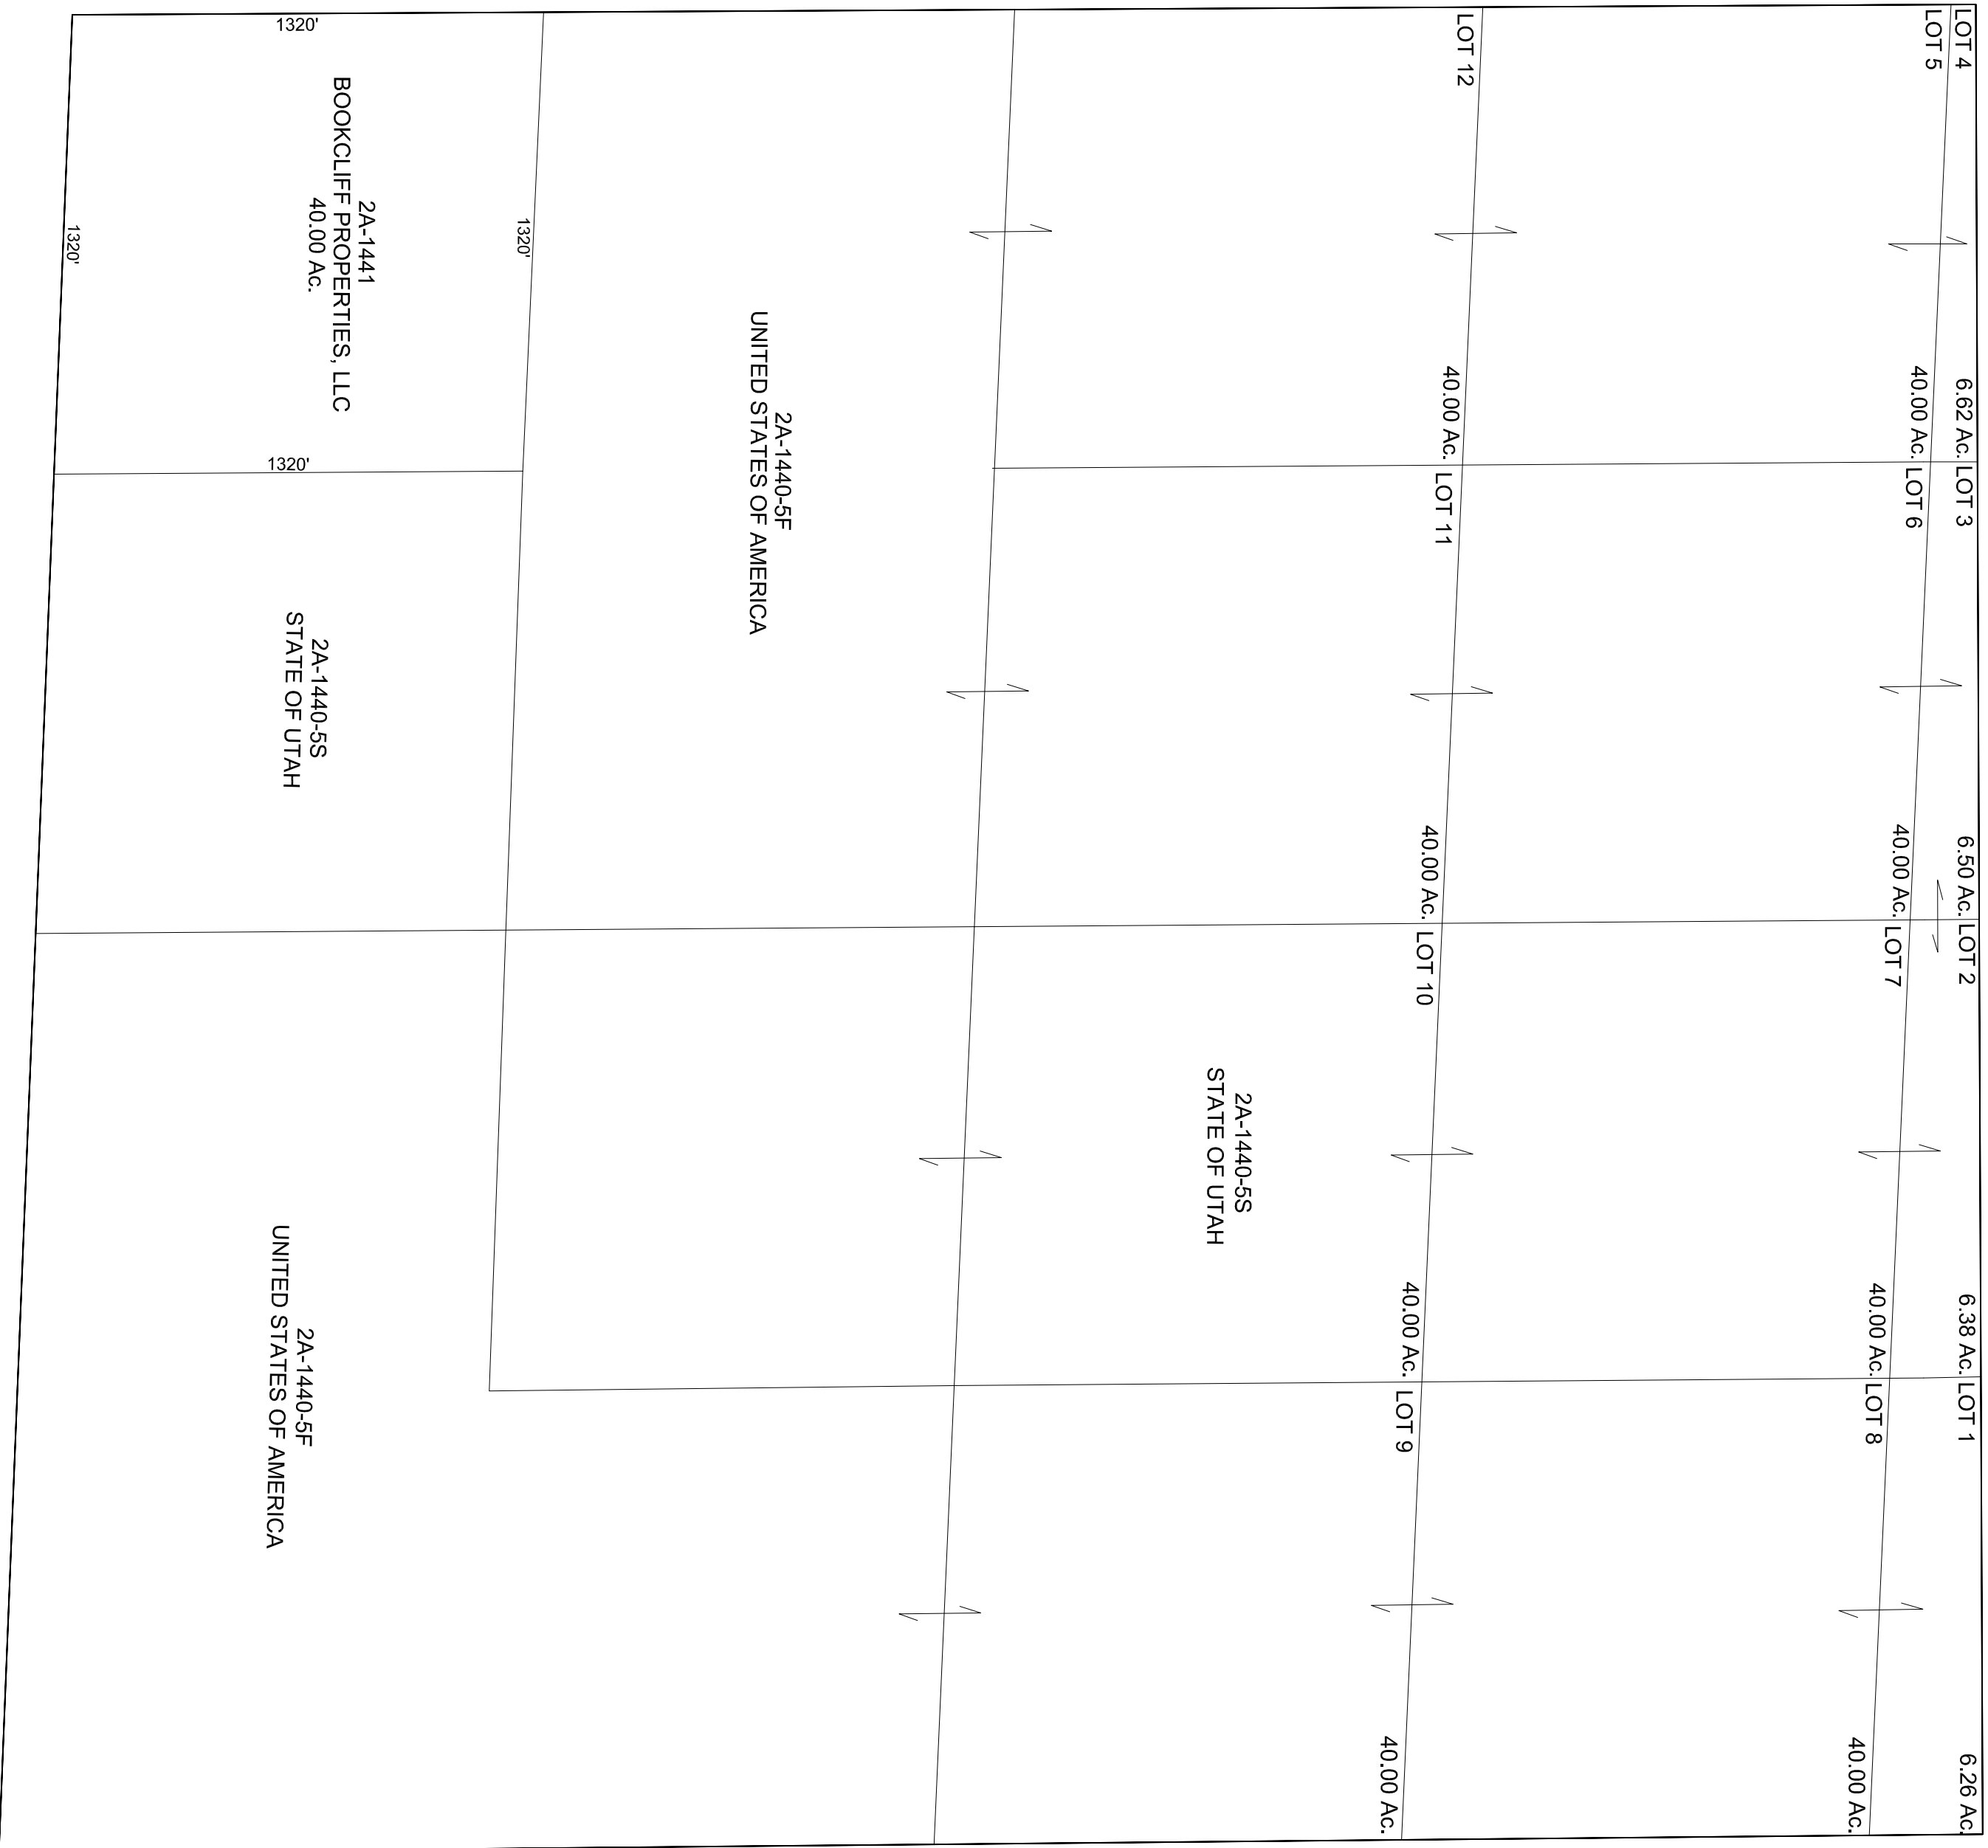 LOT 4
6.62 Ac.
LOT 3
6.50 Ac.
LOT 2
6.38 Ac.
LOT 1
6.26 Ac.
LOT 5
40.00 Ac.
LOT 6
40.00 Ac.
LOT 7
40.00 Ac.
LOT 8
40.00 Ac.
LOT 12
40.00 Ac.
LOT 11
40.00 Ac.
LOT 10
40.00 Ac.
LOT 9
40.00 Ac.
2A-1440-5S
STATE OF UTAH
2A-1440-5F
UNITED STATES OF AMERICA
1320'
1320'
2A-1441
BOOKCLIFF PROPERTIES, LLC
40.00 Ac.
1320'
1320'
2A-1440-5S
STATE OF UTAH
2A-1440-5F
UNITED STATES OF AMERICA